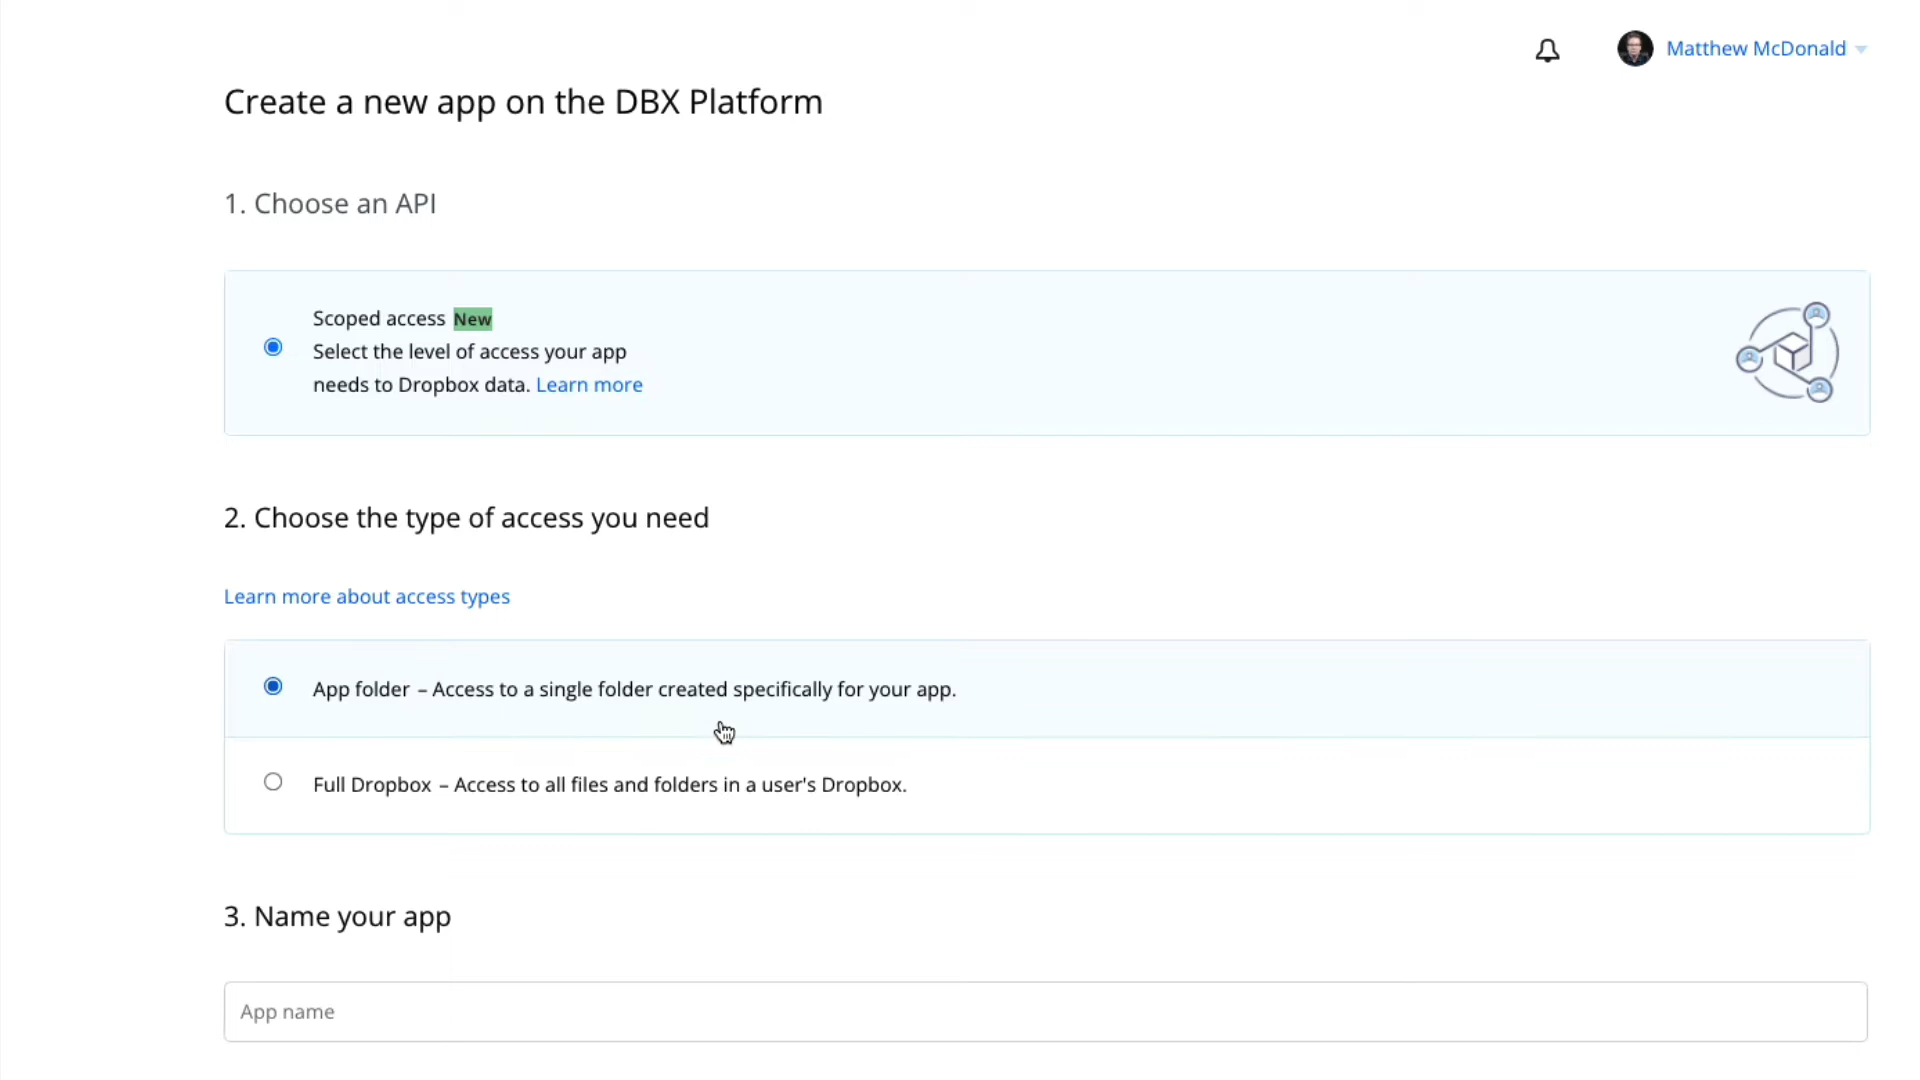 Matthew McDonald
Create a new app on the DBX Platform
1. Choose an API
Scoped access New
Select the level of access your app
needs to Dropbox data. Learn more
2. Choose the type of access you need
Learn more about access types
App folder – Access to a single folder created specifically for your app.
Full Dropbox – Access to all files and folders in a user's Dropbox.
3. Name your app
App name